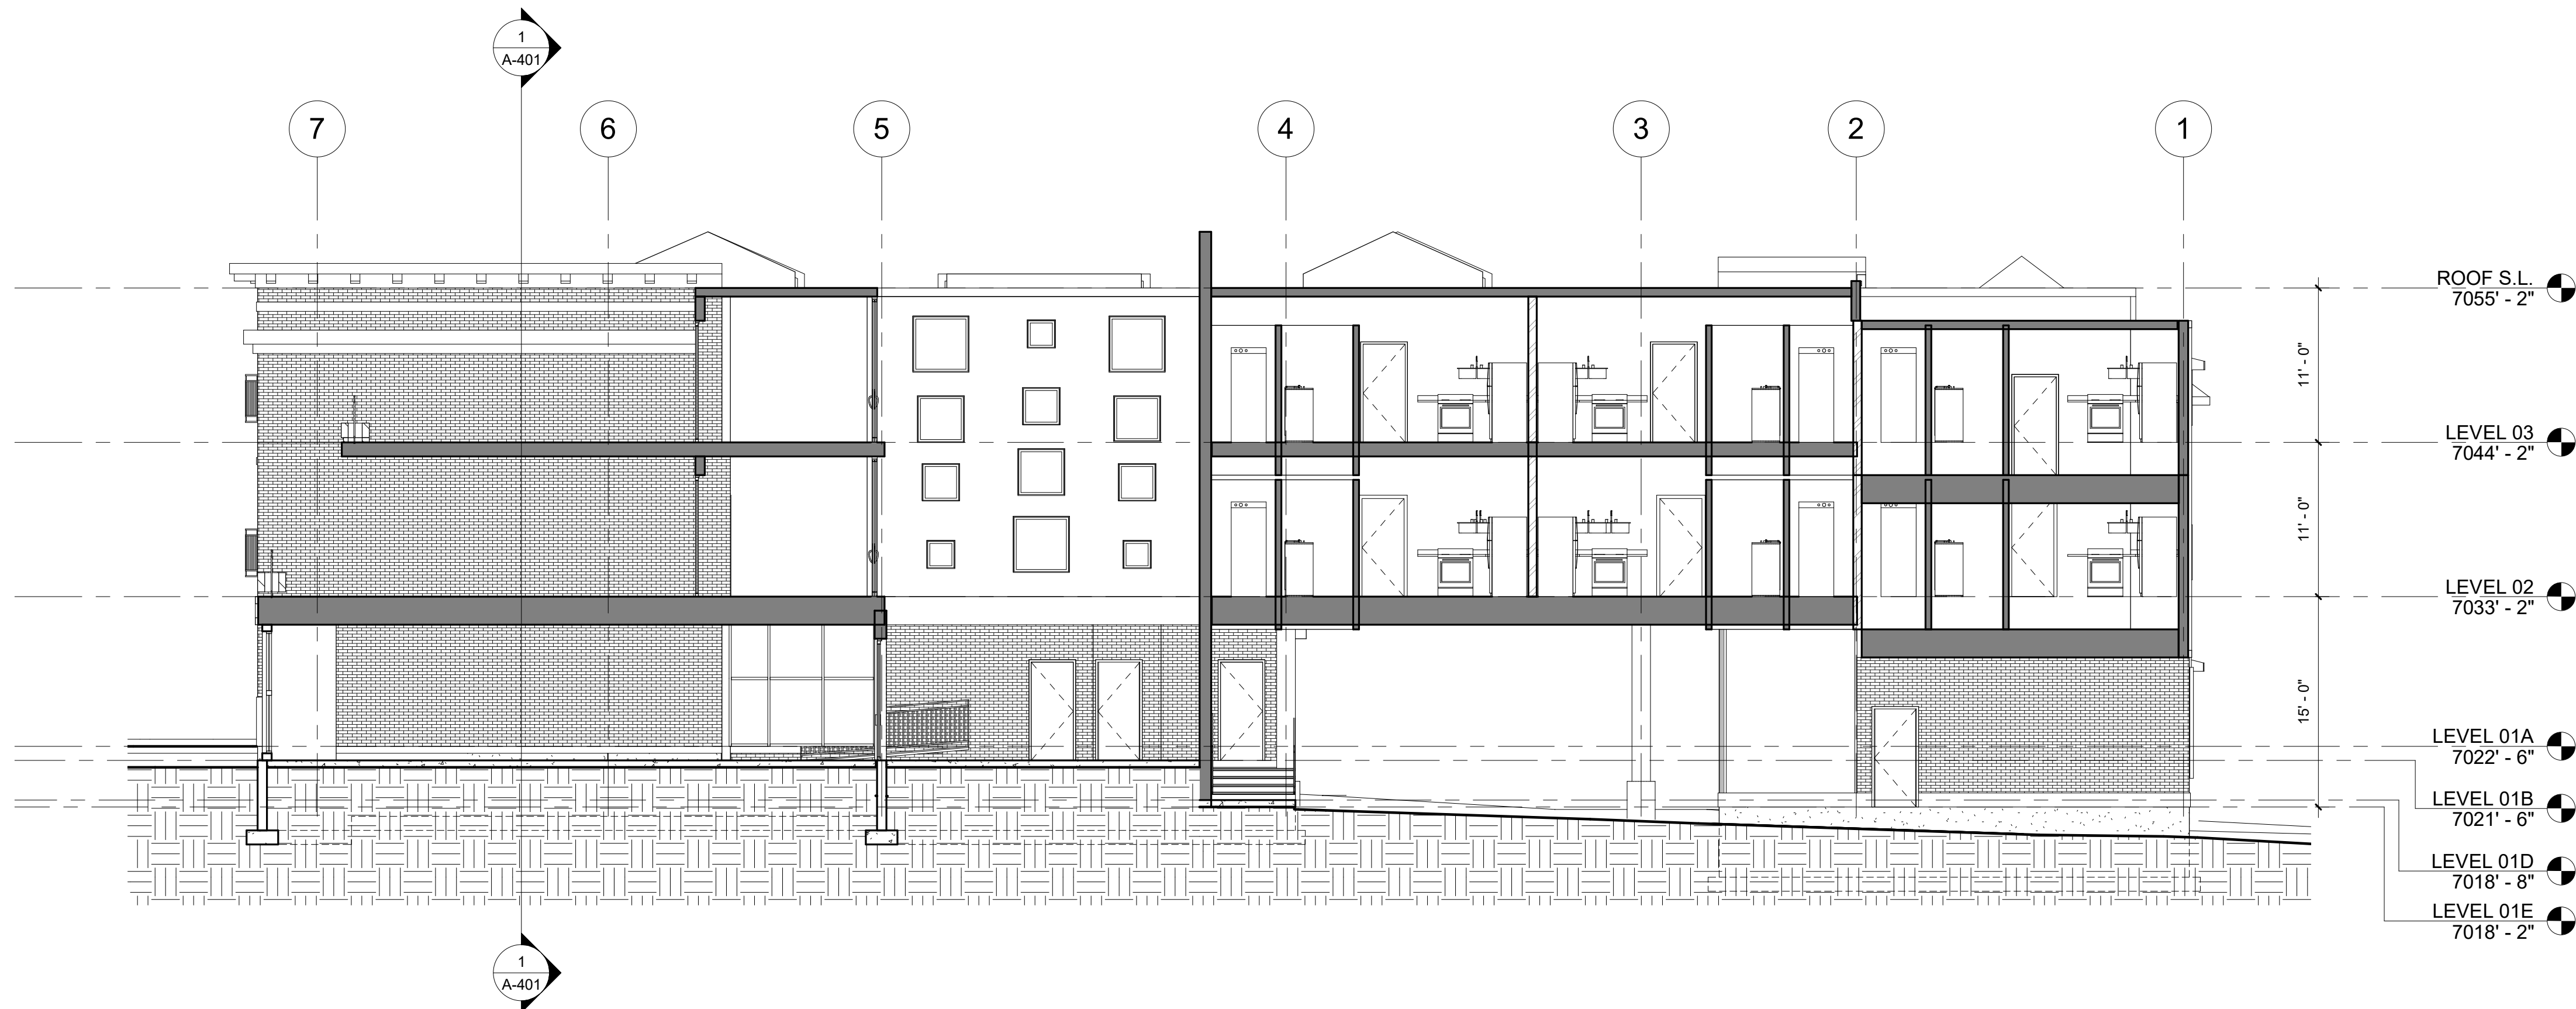 1
A-401
7
6
5
4
3
2
1
ROOF S.L.
7055' - 2"
11' - 0"
LEVEL 03
7044' - 2"
11' - 0"
LEVEL 02
7033' - 2"
15' - 0"
LEVEL 01A
7022' - 6"
LEVEL 01B
7021' - 6"
LEVEL 01D
7018' - 8"
LEVEL 01E
7018' - 2"
1
A-401